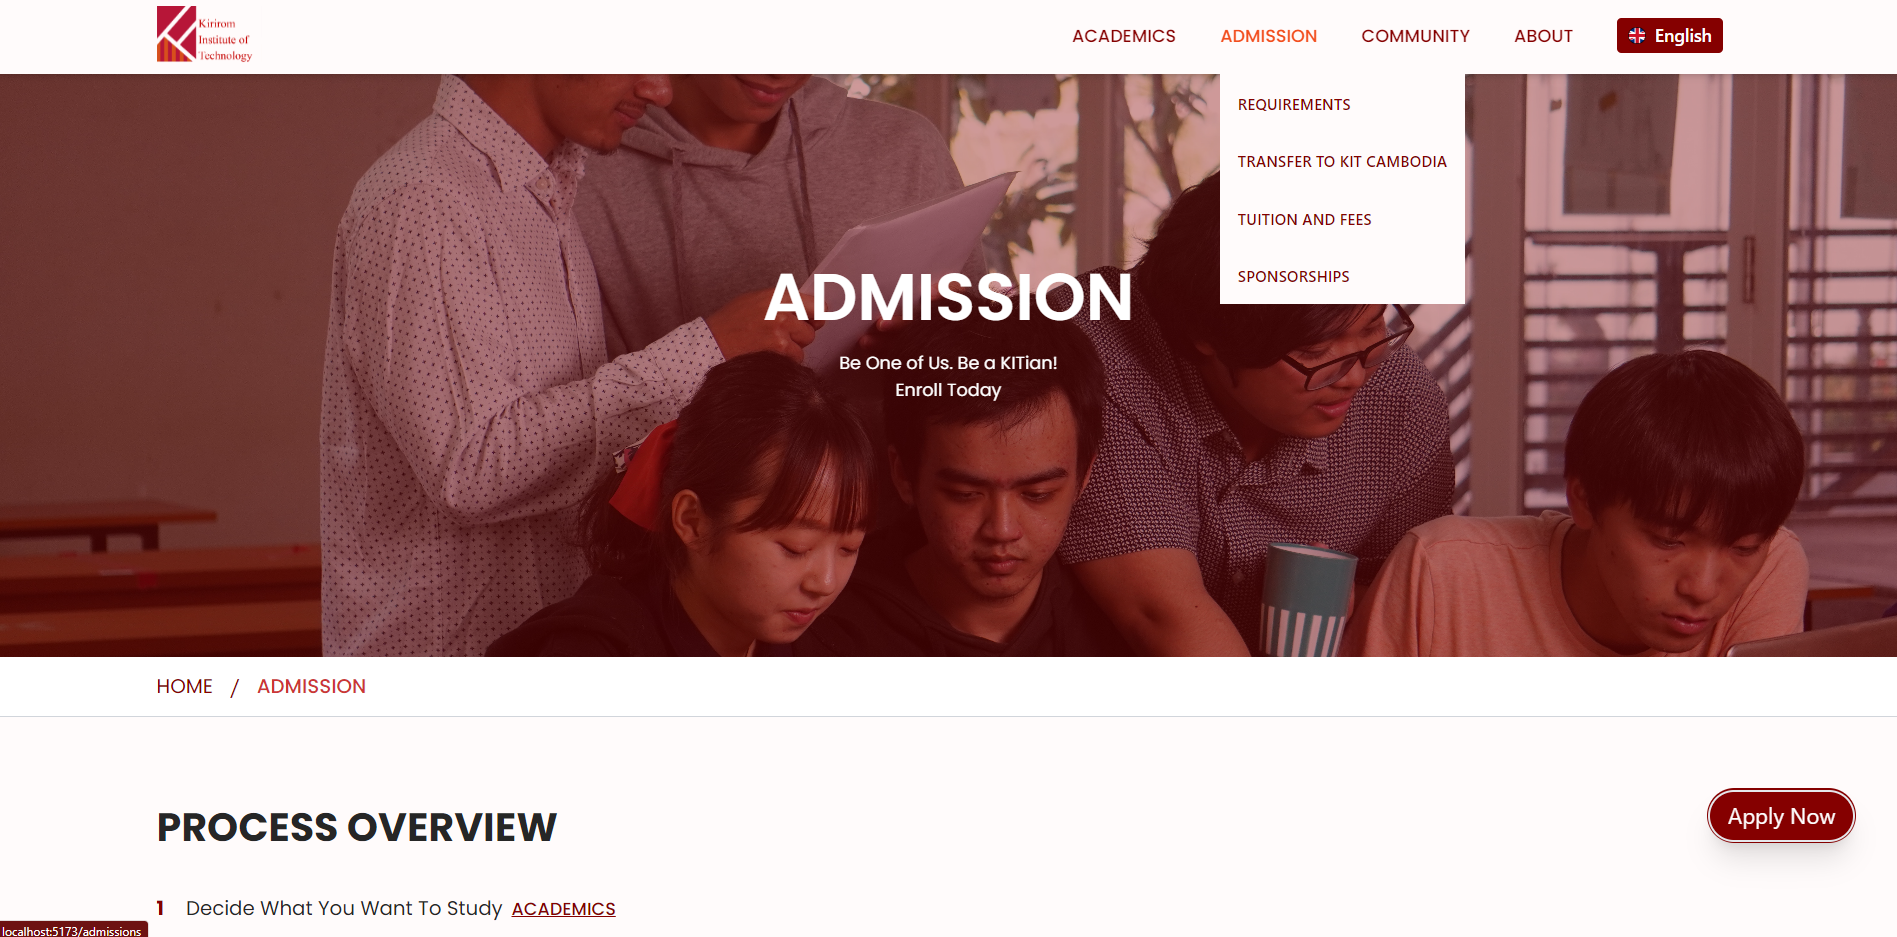 Kirirom
Institute of
Technology
ACADEMICS
ADMISSION
COMMUNITY
ABOUT
English
REQUIREMENTS
TRANSFER TO KIT CAMBODIA
TUITION AND FEES
SPONSORSHIPS
ADMISSION
Be One of Us. Be a KITian!
Enroll Today
HOME / ADMISSION
PROCESS OVERVIEW
Apply Now
1 Decide What You Want To Study ACADEMICS
localhost:5173/admissions